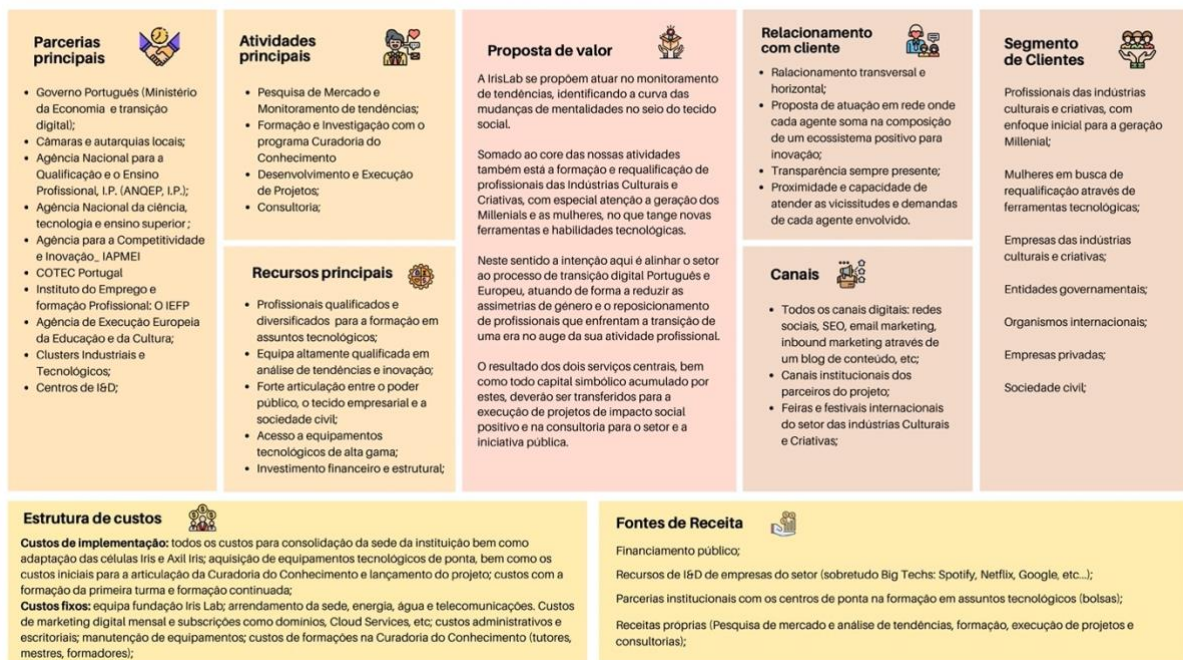 Parcerias
principais
• Governo Português (Ministério
da Economia e transição
digital);
• Câmaras e autarquias locais;
• Agência Nacional para a
Qualificação e o Ensino
Profissional, I.P. (ANQEP, I.P.);
• Agência Nacional da ciência,
tecnologia e ensino superior ;
• Agência para a Competitividade
e Inovação_ IAPMEI
• COTEC Portugal
• Instituto do Emprego e
formação Profissional: O IEFP
• Agência de Execução Europeia
da Educação e da Cultura;
• Clusters Industriais e
Tecnológicos;
• Centros de I&D;
Atividades
principais
• Pesquisa de Mercado e
Monitoramento de tendências;
• Formação e Investigação com o
programa Curadoria do
Conhecimento
• Desenvolvimento e Execução
de Projetos;
• Consultoria;
Recursos principais
• Profissionais qualificados e
diversificados para a formação em
assuntos tecnológicos;
• Equipa altamente qualificada em
análise de tendências e inovação;
• Forte articulação entre o poder
público, o tecido empresarial e a
sociedade civil;
• Acesso a equipamentos
tecnológicos de alta gama;
• Investimento financeiro e estrutural;
Proposta de valor
A IrisLab se propõem atuar no monitoramento
de tendências, identificando a curva das
mudanças de mentalidades no seio do tecido
social.
Somado ao core das nossas atividades
também está a formação e requalificação de
profissionais das Indústrias Culturais e
Criativas, com especial atenção a geração dos
Millenials e as mulheres, no que tange novas
ferramentas e habilidades tecnológicas.
Neste sentido a intenção aqui é alinhar o setor
ao processo de transição digital Português e
Europeu, atuando de forma a reduzir as
assimetrias de género e o reposicionamento
de profissionais que enfrentam a transição de
uma era no auge da sua atividade profissional.
O resultado dos dois serviços centrais, bem
como todo capital simbólico acumulado por
estes, deverão ser transferidos para a
execução de projetos de impacto social
positivo e na consultoria para o setor e a
iniciativa pública.
Relacionamento
com cliente
• Ralacionamento transversal e
horizontal;
• Proposta de atuação em rede onde
cada agente soma na composição
de um ecossistema positivo para
inovação;
• Transparência sempre presente;
• Proximidade e capacidade de
atender as vicissitudes e demandas
de cada agente envolvido.
Canais
• Todos os canais digitais: redes
sociais, SEO, email marketing,
inbound marketing através de
um blog de conteúdo, etc;
• Canais institucionais dos
parceiros do projeto;
• Feiras e festivais internacionais
do setor das indústrias Culturais
e Criativas;
Segmento
de Clientes
Profissionais das indústrias
culturais e criativas, com
enfoque inicial para a geração
Millenial;
Mulheres em busca de
requalificação através de
ferramentas tecnológicas;
Empresas das indústrias
culturais e criativas;
Entidades governamentais;
Organismos internacionais;
Empresas privadas;
Sociedade civil;
Estrutura de custos
Custos de implementação: todos os custos para consolidação da sede da instituição bem como
adaptação das células Iris e Axil Iris; aquisição de equipamentos tecnológicos de ponta, bem como os
custos iniciais para a articulação da Curadoria do Conhecimento e lançamento do projeto; custos com a
formação da primeira turma e formação continuada;
Custos fixos: equipa fundação Iris Lab; arrendamento da sede, energia, água e telecomunicações. Custos
de marketing digital mensal e subscrições como domínios, Cloud Services, etc; custos administrativos e
escritoriais; manutenção de equipamentos; custos de formações na Curadoria do Conhecimento (tutores,
mestres, formadores);
Fontes de Receita
Financiamento público;
Recursos de I&D de empresas do setor (sobretudo Big Techs: Spotify, Netflix, Google, etc...);
Parcerias institucionais com os centros de ponta na formação em assuntos tecnológicos (bolsas);
Receitas próprias (Pesquisa de mercado e análise de tendências, formação, execução de projetos e
consultorias);